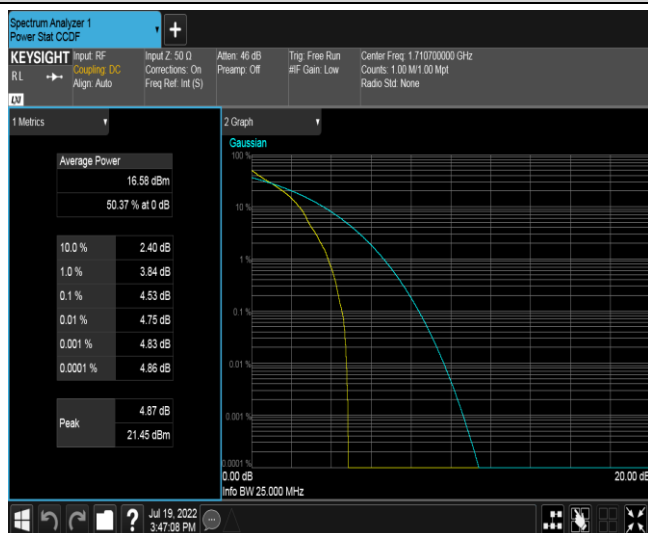 Spectrum Analyzer 1
Power Stat CCDF
+
KEYSIGHT
RL
LXI
Input: RF
Coupling: DC
Align: Auto
Input Z: 50 Ω
Corrections: On
Freq Ref: Int (S)
Atten: 46 dB
Preamp: Off
Trig: Free Run
#IF Gain: Low
Center Freq: 1.710700000 GHz
Counts: 1.00 M/1.00 Mpt
Radio Std: None
1 Metrics
Average Power
16.58 dBm
50.37 % at 0 dB
10.0 % 2.40 dB
1.0 % 3.84 dB
0.1 % 4.53 dB
0.01 % 4.75 dB
0.001 % 4.83 dB
0.0001 % 4.86 dB
Peak
4.87 dB
21.45 dBm
2 Graph
Gaussian
100 %
10 %
1 %
0.1 %
0.01 %
0.001 %
0.0001 %
0.00 dB
20.00 dB
Info BW 25.000 MHz
?
Jul 19, 2022
3:47:08 PM